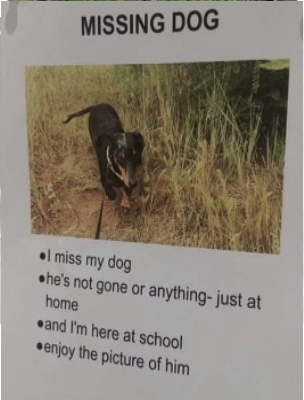 MISSING DOG
•I miss my dog
•he's not gone or anything- just at
home
•and I'm here at school
•enjoy the picture of him